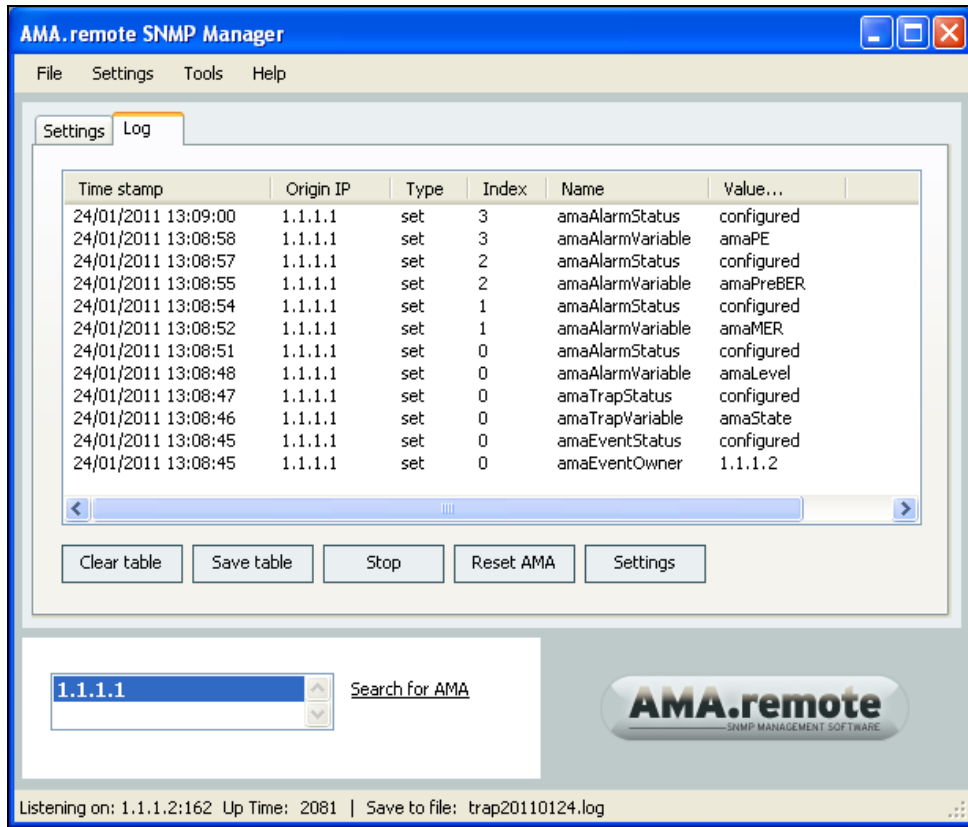 AMA.remote SNMP Manager
File Settings Tools Help
Settings Log
Time stamp Origin IP Type Index Name Value...
24/01/2011 13:09:00 1.1.1.1 set 3 amaAlarmStatus configured
24/01/2011 13:08:58 1.1.1.1 set 3 amaAlarmVariable amaPE
24/01/2011 13:08:57 1.1.1.1 set 2 amaAlarmStatus configured
24/01/2011 13:08:55 1.1.1.1 set 2 amaAlarmVariable amaPreBER
24/01/2011 13:08:54 1.1.1.1 set 1 amaAlarmStatus configured
24/01/2011 13:08:52 1.1.1.1 set 1 amaAlarmVariable amaMER
24/01/2011 13:08:51 1.1.1.1 set 0 amaAlarmStatus configured
24/01/2011 13:08:48 1.1.1.1 set 0 amaAlarmVariable amaLevel
24/01/2011 13:08:47 1.1.1.1 set 0 amaTrapStatus configured
24/01/2011 13:08:46 1.1.1.1 set 0 amaTrapVariable amaState
24/01/2011 13:08:45 1.1.1.1 set 0 amaEventStatus configured
24/01/2011 13:08:45 1.1.1.1 set 0 amaEventOwner 1.1.1.2
Clear table Save table Stop Reset AMA Settings
1.1.1.1 Search for AMA
AMA.remote
SNMP MANAGEMENT SOFTWARE
Listening on: 1.1.1.2:162 Up Time: 2081 | Save to file: trap20110124.log